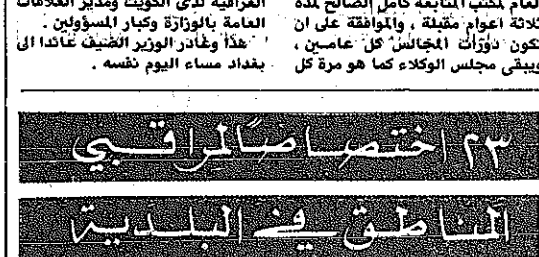 العام لمكتب المتابعة كامل الصالح لمدة
ثلاثة اعوام مقبلة ، والموافقة على ان
تكون دورات المجالس كل عامين ،
ويبقى مجلس الوكلاء كما هو مرة كل
العراقية لدى الكويت ومدير العلاقات
العامة بالوزارة وكبار المسؤولين .
هذا وغادر الوزير الضيف عائدا الى
بغداد مساء اليوم نفسه .
٢٣ اختصاصاً لمراقبي
المناطق في البلدية